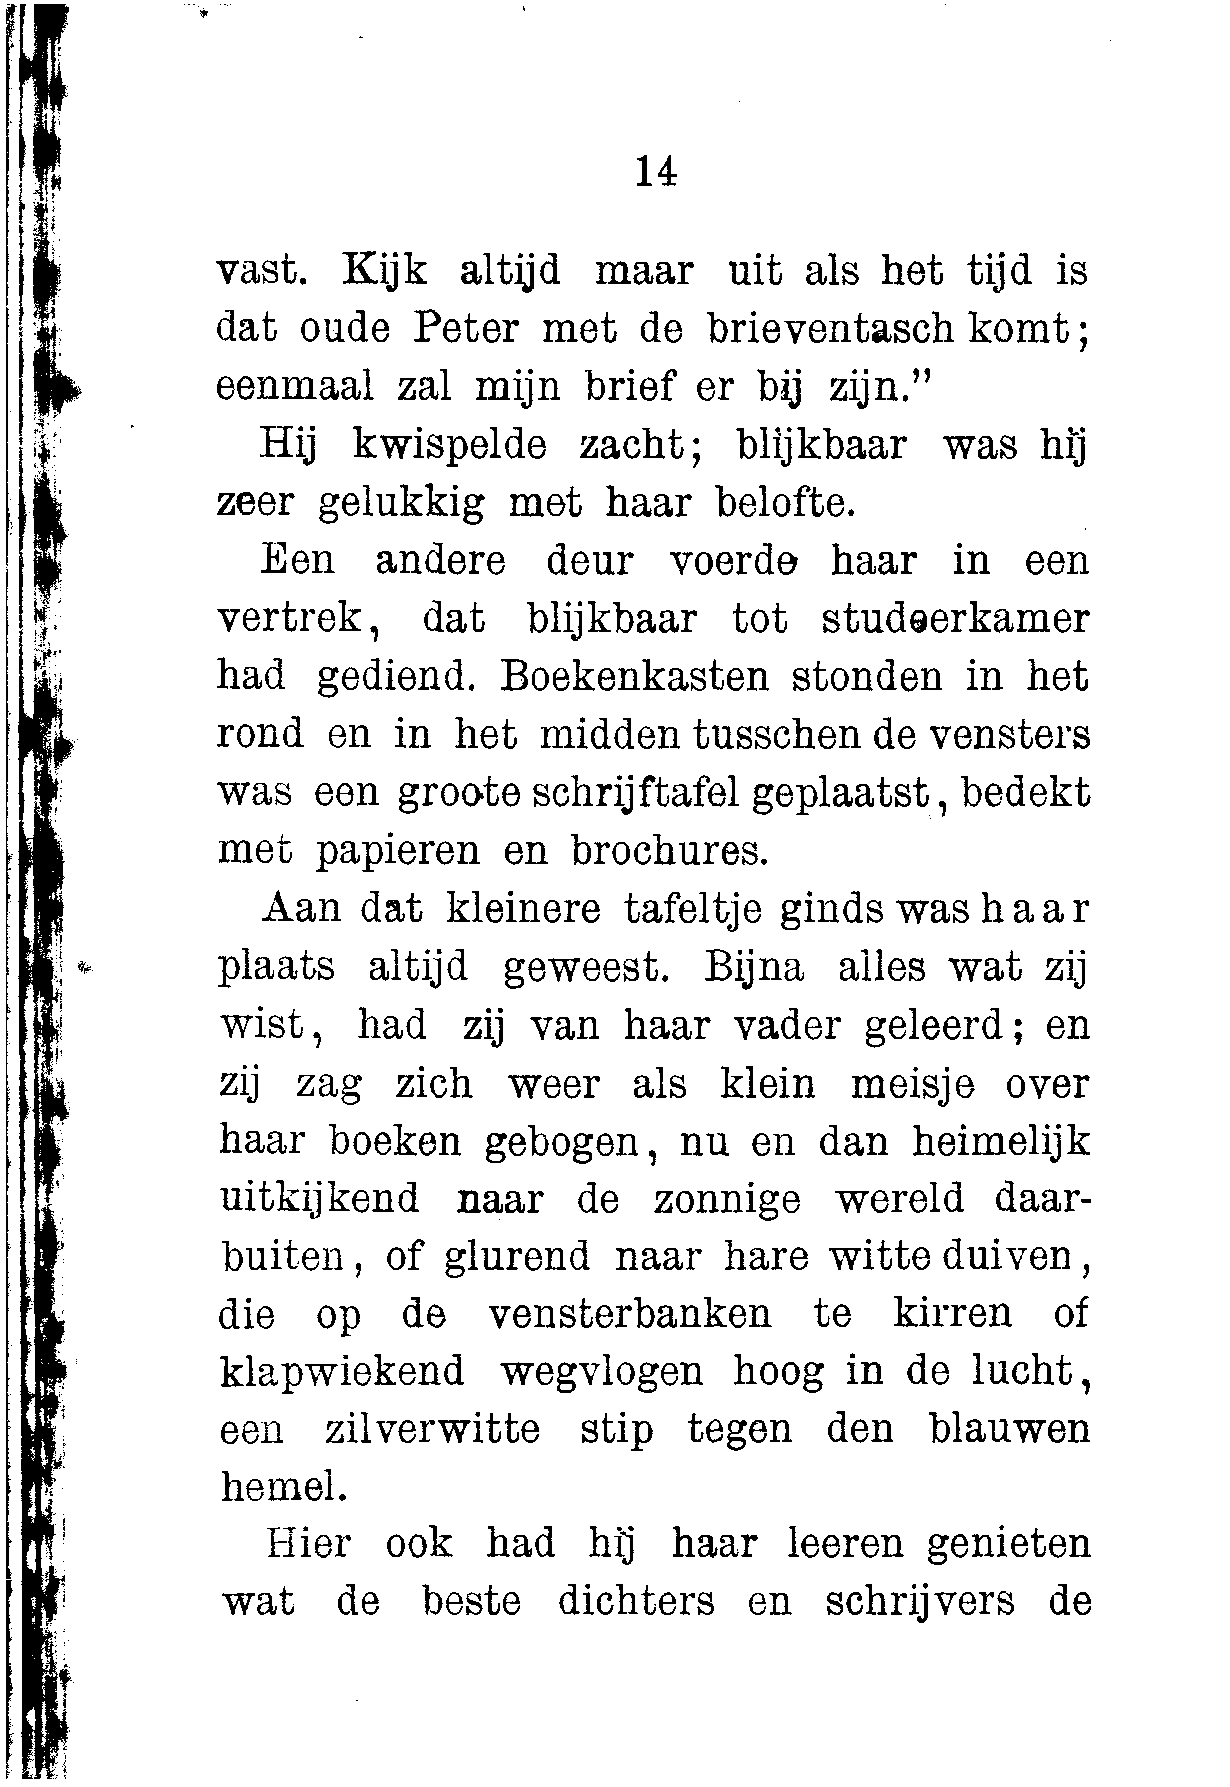 14
vast. Kijk altijd maar uit als het tijd is
dat oude Peter met de brieventasch komt;
eenmaal zal mijn brief er bij zijn.”
Hij kwispelde zacht; blijkbaar was hij
zeer gelukkig met haar belofte.
Een andere deur voerde haar in een
vertrek, dat blijkbaar tot studeerkamer
had gediend. Boekenkasten stonden in het
rond en in het midden tusschen de vensters
was een groote schrijftafel geplaatst, bedekt
met papieren en brochures.
Aan dat kleinere tafeltje ginds was haar
plaats altijd geweest. Bijna alles wat zij
wist, had zij van haar vader geleerd; en
zij zag zich weer als klein meisje over
haar boeken gebogen, nu en dan heimelijk
uitkijkend naar de zonnige wereld daar-
buiten, of glurend naar hare witte duiven,
die op de vensterbanken te kirren of
klapwiekend wegvlogen hoog in de lucht,
een zilverwitte stip tegen den blauwen
hemel.
Hier ook had hij haar leeren genieten
wat de beste dichters en schrijvers de